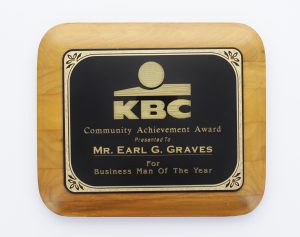 KBC
Community Achievement Award
Presented To
MR. EARL G. GRAVES
For
Business Man Of The Year